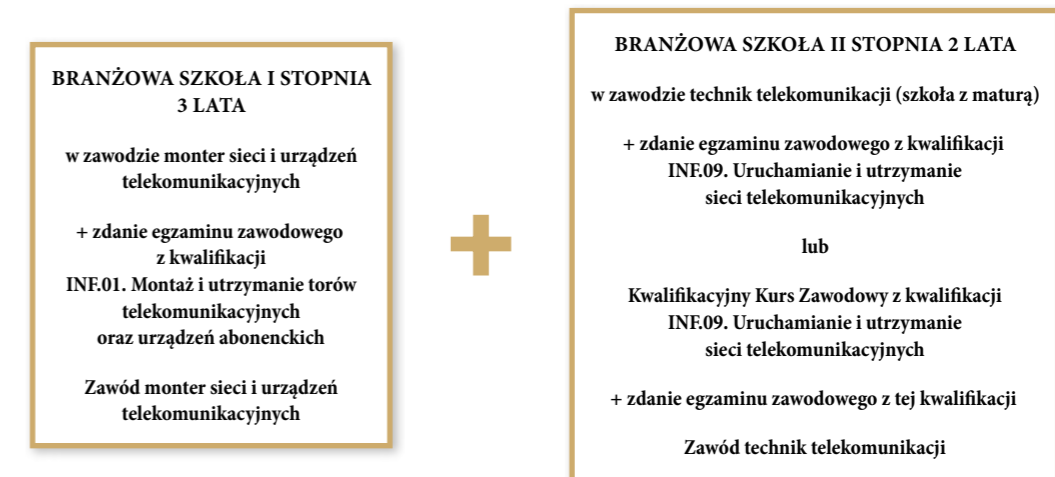 BRANŻOWA SZKOŁA I STOPNIA
3 LATA
w zawodzie monter sieci i urządzeń
telekomunikacyjnych
+ zdanie egzaminu zawodowego
z kwalifikacji
INF.01. Montaż i utrzymanie torów
telekomunikacyjnych
oraz urządzeń abonenckich
Zawód monter sieci i urządzeń
telekomunikacyjnych
+
BRANŻOWA SZKOŁA II STOPNIA 2 LATA
w zawodzie technik telekomunikacji (szkoła z maturą)
+ zdanie egzaminu zawodowego z kwalifikacji
INF.09. Uruchamianie i utrzymanie
sieci telekomunikacyjnych
lub
Kwalifikacyjny Kurs Zawodowy z kwalifikacji
INF.09. Uruchamianie i utrzymanie
sieci telekomunikacyjnych
+ zdanie egzaminu zawodowego z tej kwalifikacji
Zawód technik telekomunikacji